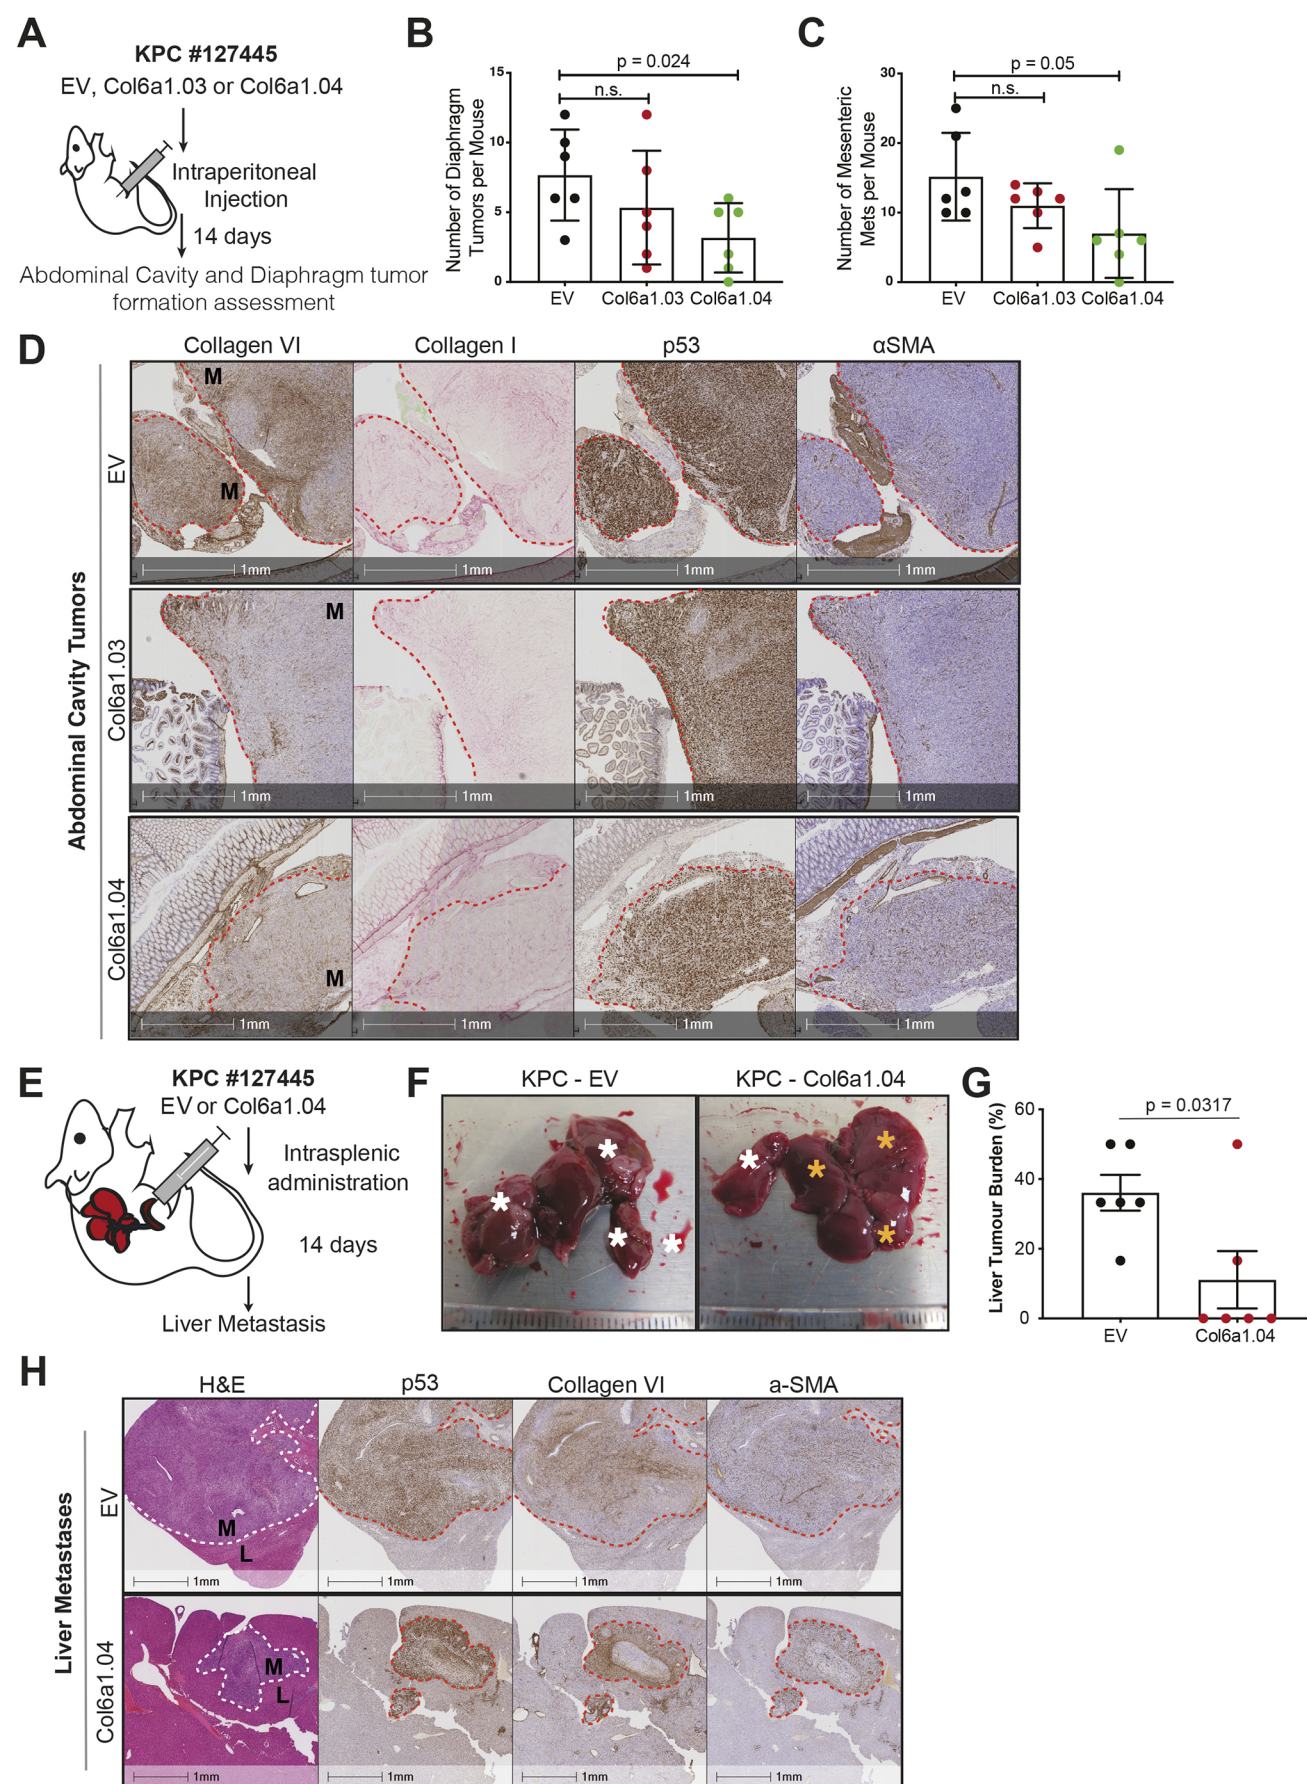 A
KPC #127445
EV, Col6a1.03 or Col6a1.04
Intraperitoneal
Injection
14 days
Abdominal Cavity and Diaphragm tumor
formation assessment
B
Number of Diaphragm
Tumors per Mouse
p = 0.024
n.s.
15
10
5
0
EV
Col6a1.03
Col6a1.04
C
Number of Mesenteric
Mets per Mouse
p = 0.05
n.s.
30
20
10
0
EV
Col6a1.03
Col6a1.04
D
Collagen VI
Collagen I
p53
αSMA
Abdominal Cavity Tumors
EV
M
M
1mm
1mm
1mm
1mm
Col6a1.03
M
1mm
1mm
1mm
1mm
Col6a1.04
M
1mm
1mm
1mm
1mm
E
KPC #127445
EV or Col6a1.04
Intrasplenic
administration
14 days
Liver Metastasis
F
KPC - EV
KPC - Col6a1.04
*
*
*
*
*
*
*
*
G
Liver Tumour Burden (%)
p = 0.0317
60
40
20
0
EV
Col6a1.04
H
H&E
p53
Collagen VI
a-SMA
Liver Metastases
EV
M
L
1mm
1mm
1mm
1mm
Col6a1.04
M
L
1mm
1mm
1mm
1mm